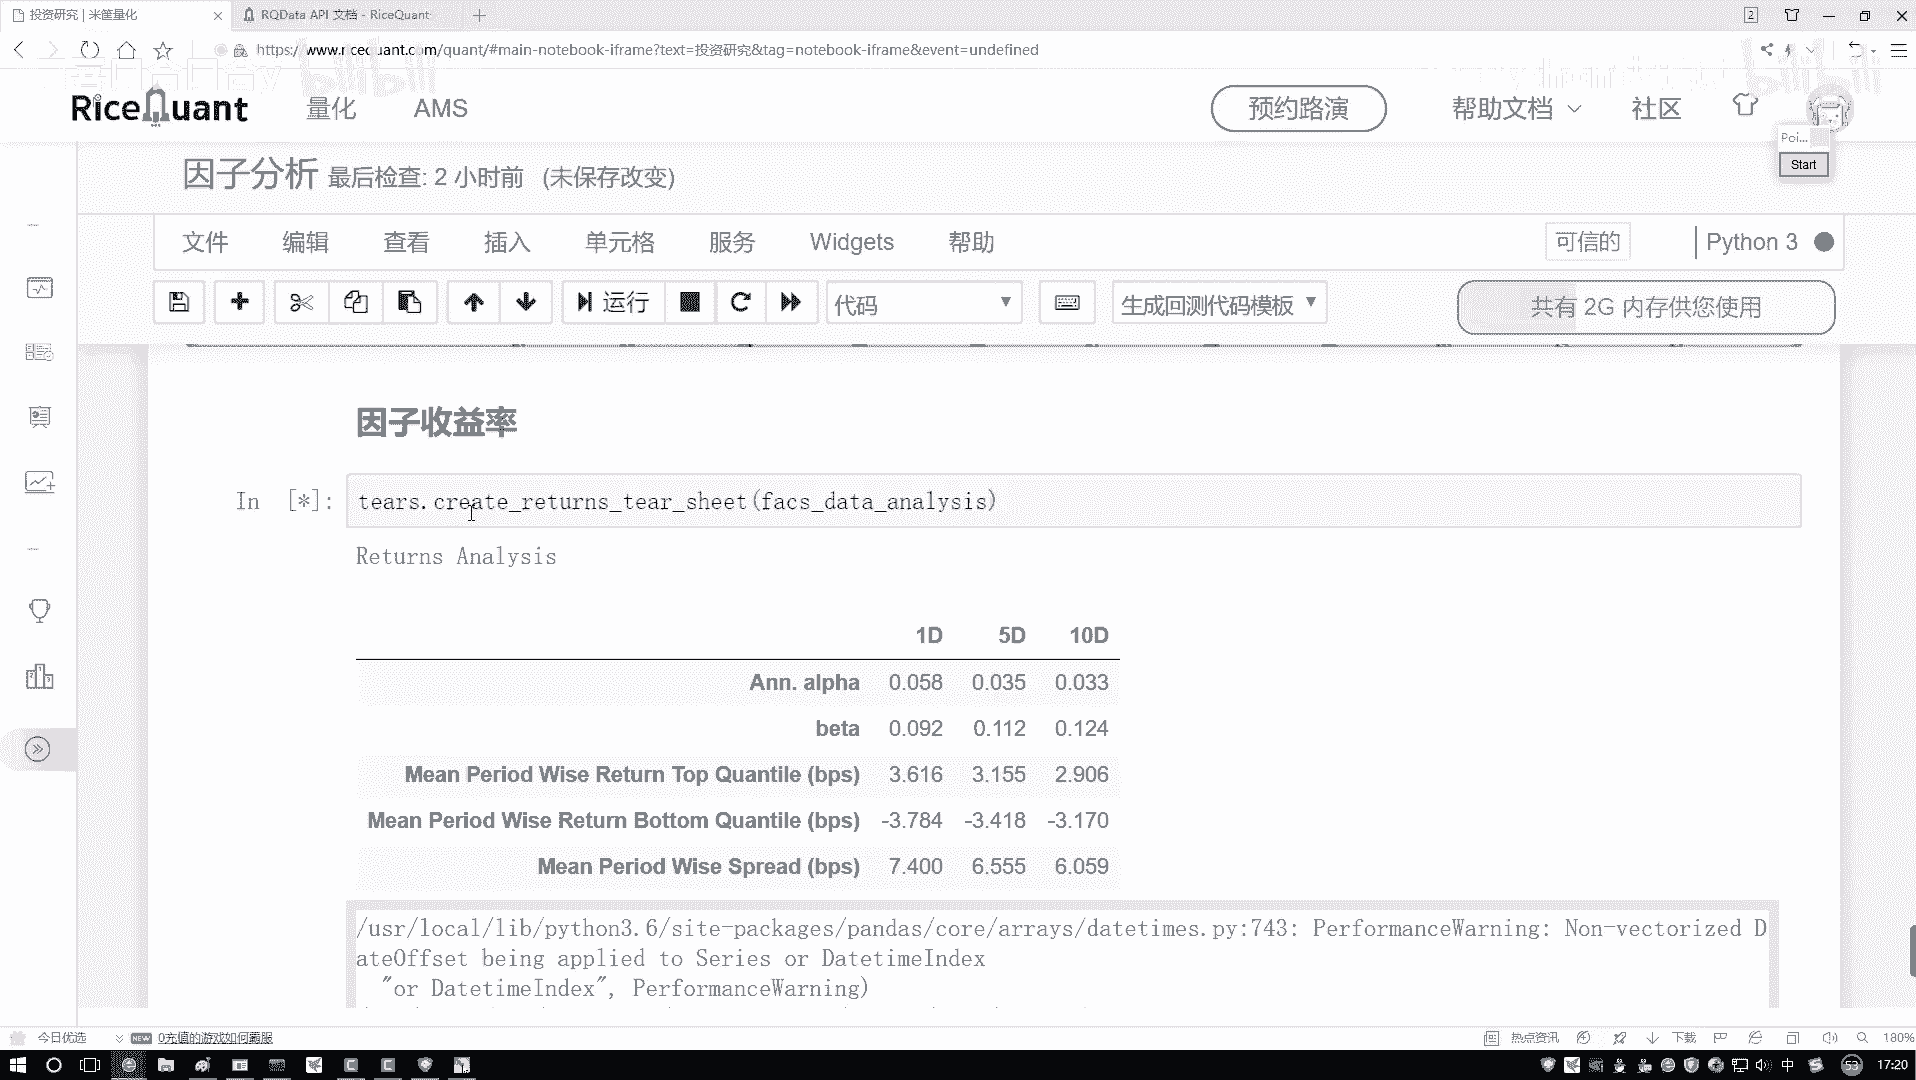 投资研究 | 米筐量化
RQData API 文档 - RiceQuant
2
https://www.ricequant.com/quant/#main-notebook-iframe?text=投资研究&tag=notebook-iframe&event=undefined
bilibili
bilibili
RiceQuant
量化
AMS
预约路演
帮助文档
社区
Poi...
Start
因子分析 最后检查: 2 小时前 (未保存改变)
文件 编辑 查看 插入 单元格 服务 Widgets 帮助
可信的
Python 3
运行
代码
生成回测代码模板
共有 2G 内存供您使用
因子收益率
In [*]: tears.create_returns_tear_sheet(facs_data_analysis)
Returns Analysis
1D 5D 10D
Ann. alpha 0.058 0.035 0.033
beta 0.092 0.112 0.124
Mean Period Wise Return Top Quantile (bps) 3.616 3.155 2.906
Mean Period Wise Return Bottom Quantile (bps) -3.784 -3.418 -3.170
Mean Period Wise Spread (bps) 7.400 6.555 6.059
/usr/local/lib/python3.6/site-packages/pandas/core/arrays/datetimes.py:743: PerformanceWarning: Non-vectorized D
ateOffset being applied to Series or DatetimeIndex
"or DatetimeIndex", PerformanceWarning)
今日优选
NEW
0充值的游戏如何霸服
热点资讯
下载
180%
中
53
17:20